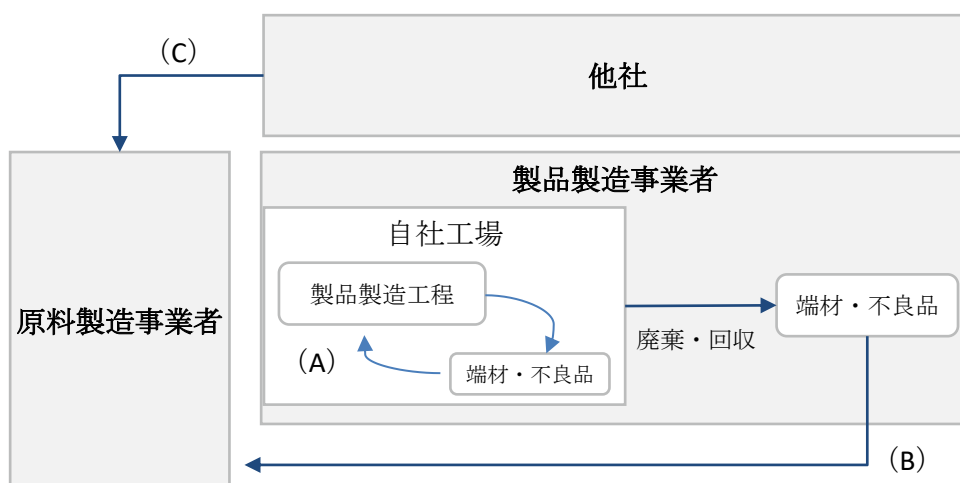 （C）
他社
製品製造事業者
自社工場
製品製造工程
端材・不良品
原料製造事業者
廃棄・回収
（A）
端材・不良品
（B）